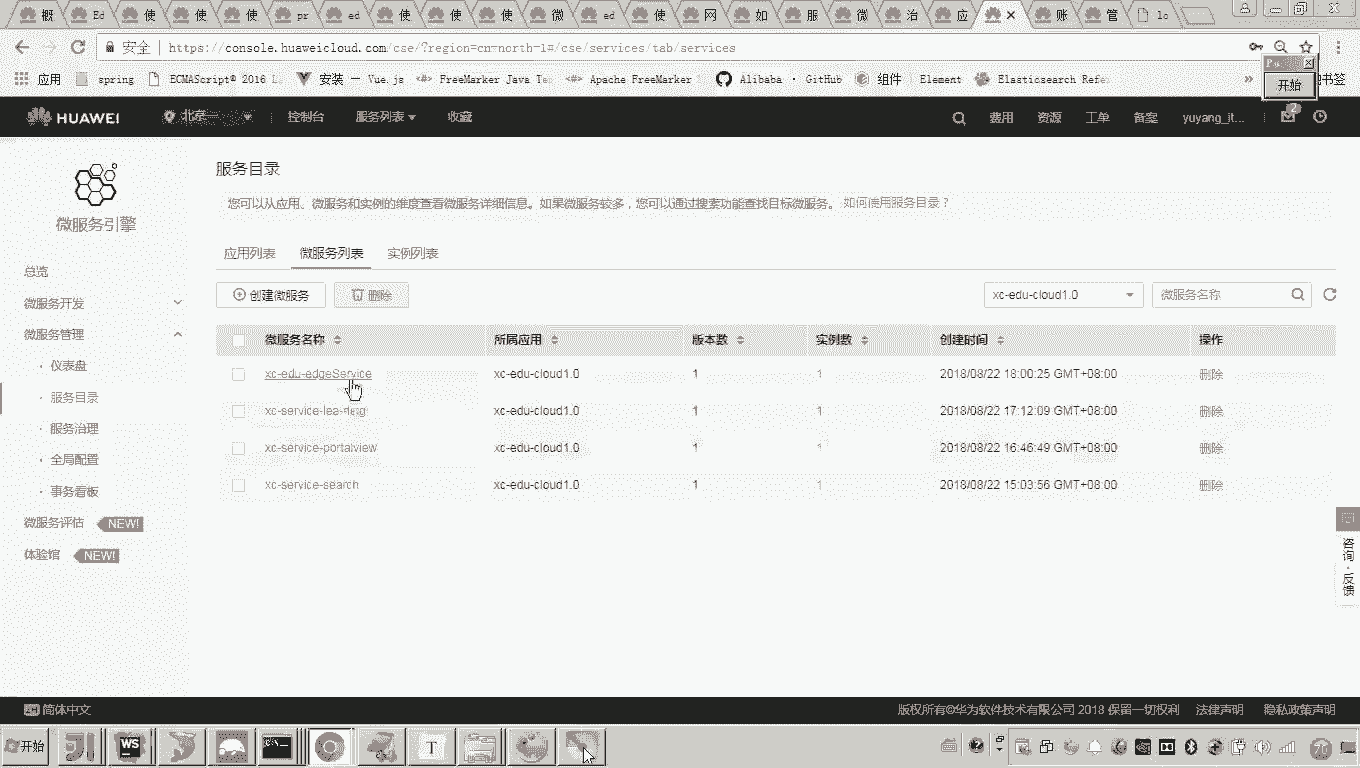 概 Ed 使 使 使 pr ed 使 使 使 微 ed 使 网 如 服 微 治 应 账 管 lo
安全 https://console.huaweicloud.com/cse/?region=cn-north-1#/cse/services/tab/services
应用 spring ECMAScript® 2016 La 安装 — Vue.js FreeMarker Java Te Apache FreeMarker Alibaba · GitHub 组件 Element Elasticsearch Refe » 书签
开始
HUAWEI 北京一 控制台 服务列表 收藏 费用 资源 工单 备案 yuyang_it... 2
微服务引擎
总览
微服务开发
微服务管理
· 仪表盘
· 服务目录
· 服务治理
· 全局配置
· 事务看板
微服务评估 NEW!
体验馆 NEW!
服务目录
您可以从应用、微服务和实例的维度查看微服务详细信息。如果微服务较多，您可以通过搜索功能查找目标微服务。 如何使用服务目录？
应用列表 微服务列表 实例列表
创建微服务 删除 xc-edu-cloud1.0 微服务名称
微服务名称 所属应用 版本数 实例数 创建时间 操作
xc-edu-edgeService xc-edu-cloud1.0 1 1 2018/08/22 18:00:25 GMT+08:00 删除
xc-service-learning xc-edu-cloud1.0 1 1 2018/08/22 17:12:09 GMT+08:00 删除
xc-service-portalview xc-edu-cloud1.0 1 1 2018/08/22 16:46:49 GMT+08:00 删除
xc-service-search xc-edu-cloud1.0 1 1 2018/08/22 15:03:56 GMT+08:00 删除
咨询·反馈
简体中文 版权所有©华为软件技术有限公司 2018 保留一切权利 法律声明 隐私政策声明
开始 WS T